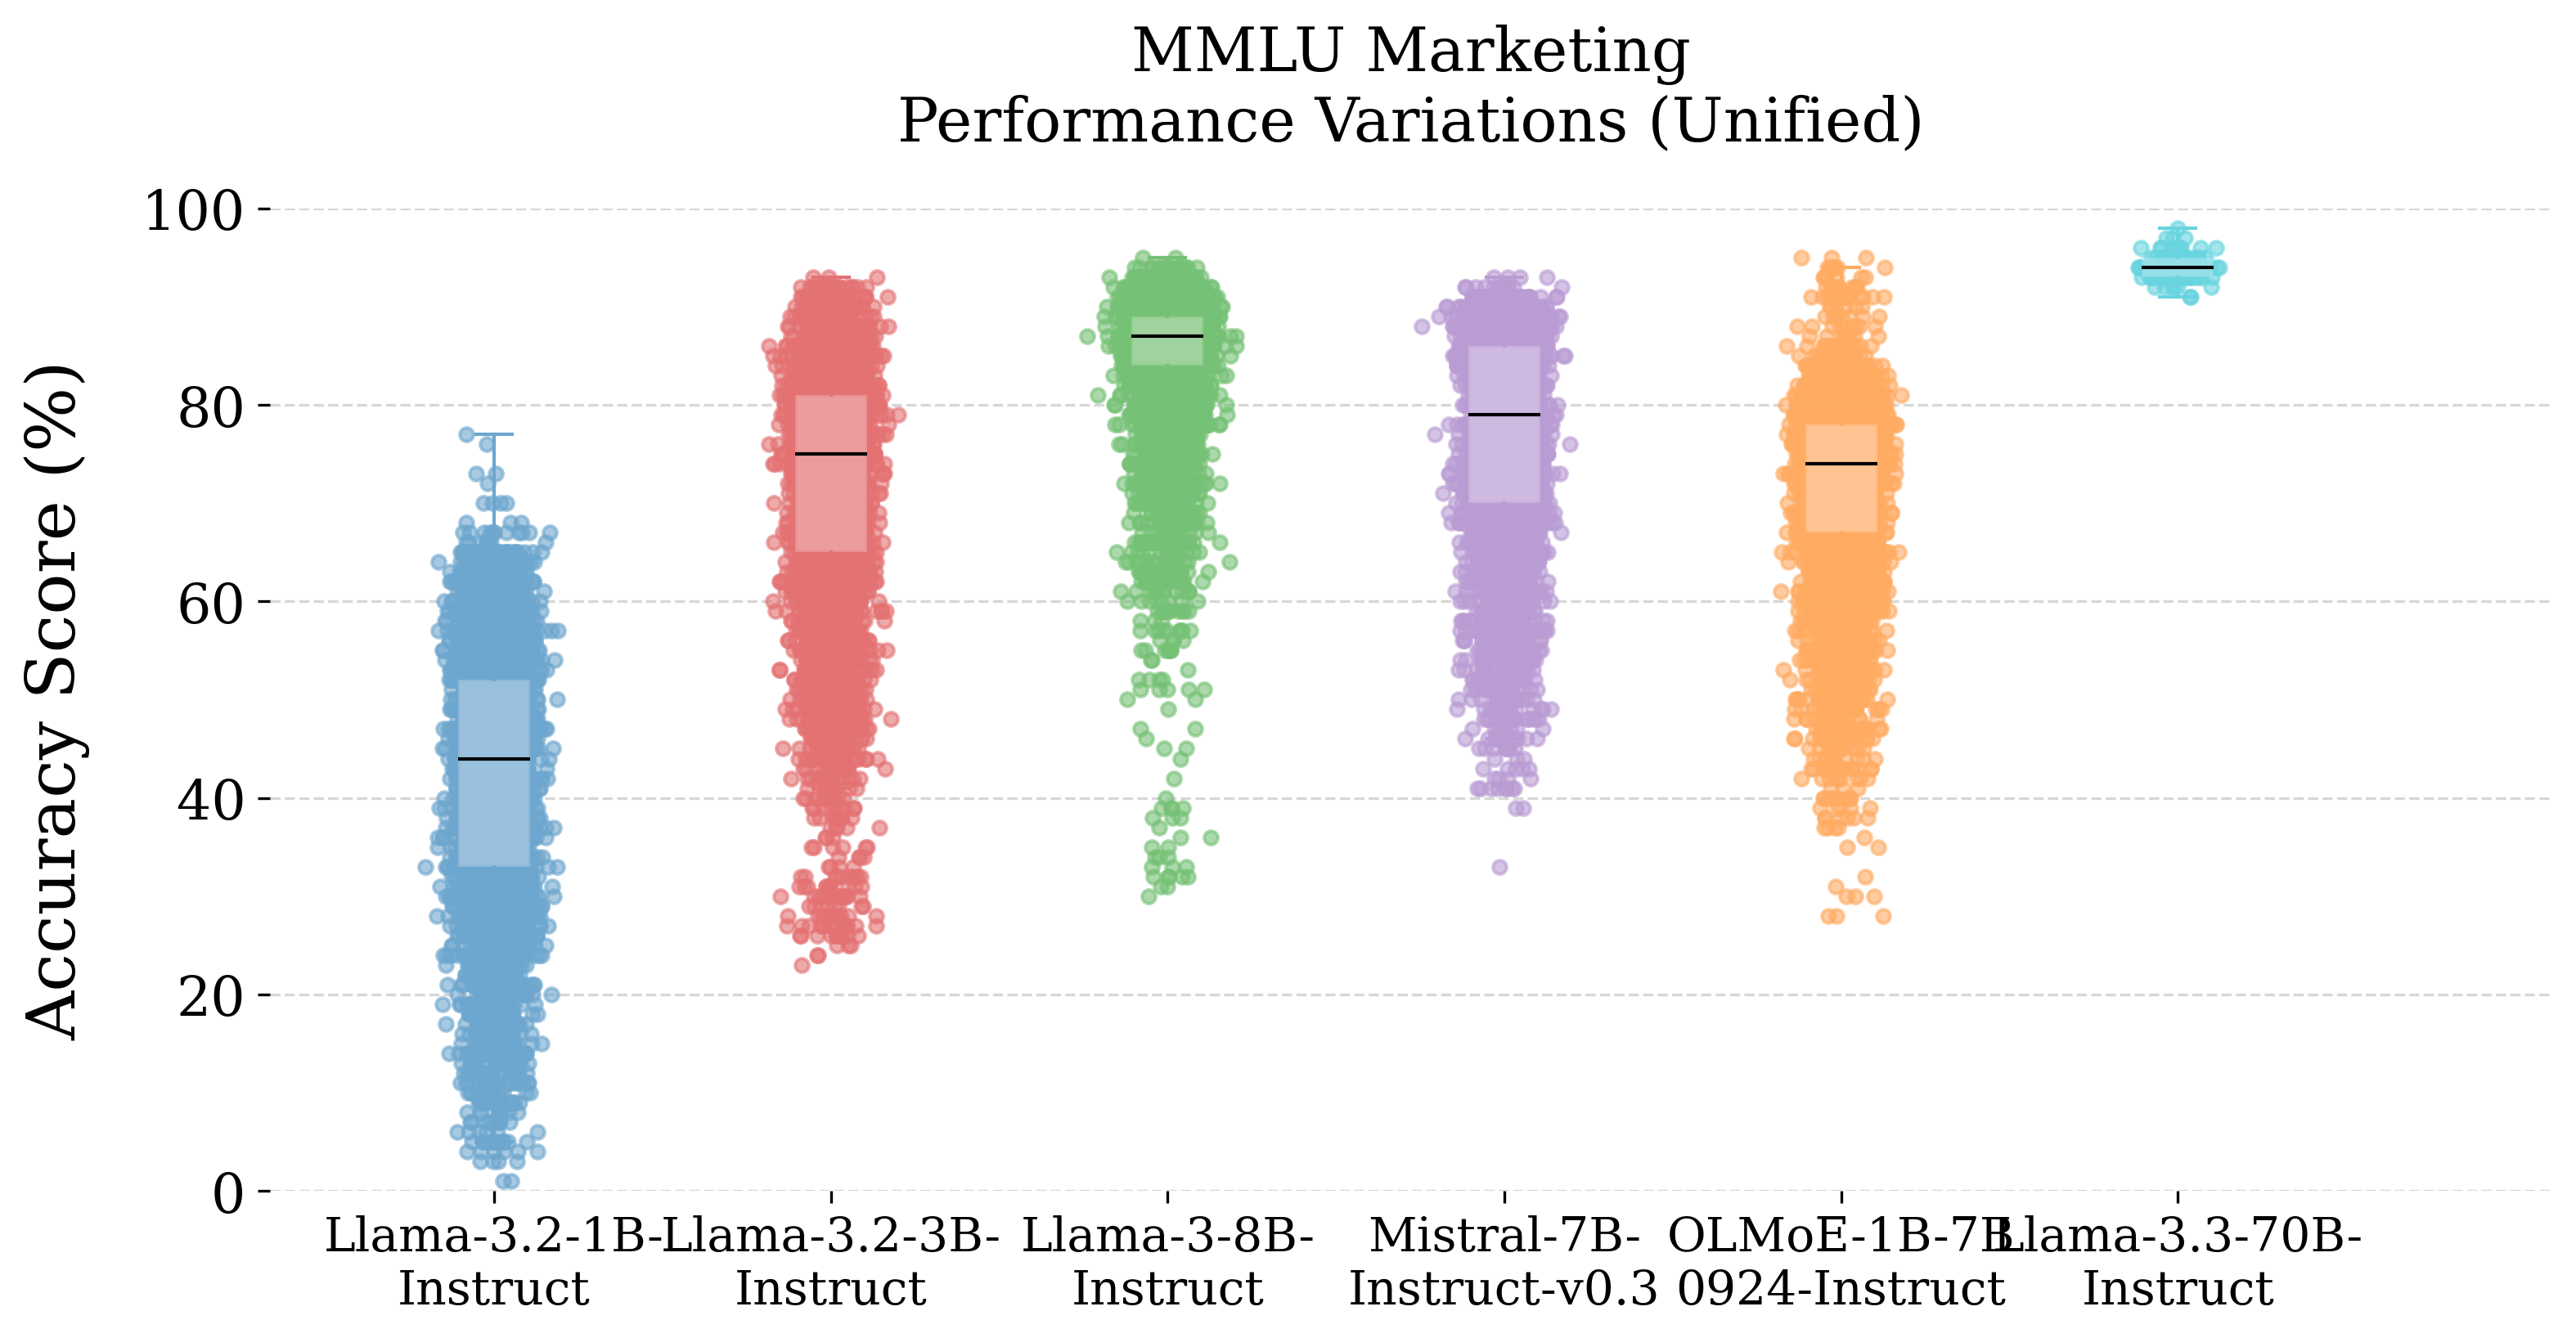 MMLU Marketing
Performance Variations (Unified)
Accuracy Score (%)
100
80
60
40
20
0
Llama-3.2-1B-
Instruct
Llama-3.2-3B-
Instruct
Llama-3-8B-
Instruct
Mistral-7B-
Instruct-v0.3
OLMoE-1B-7B
0924-Instruct
Llama-3.3-70B-
Instruct